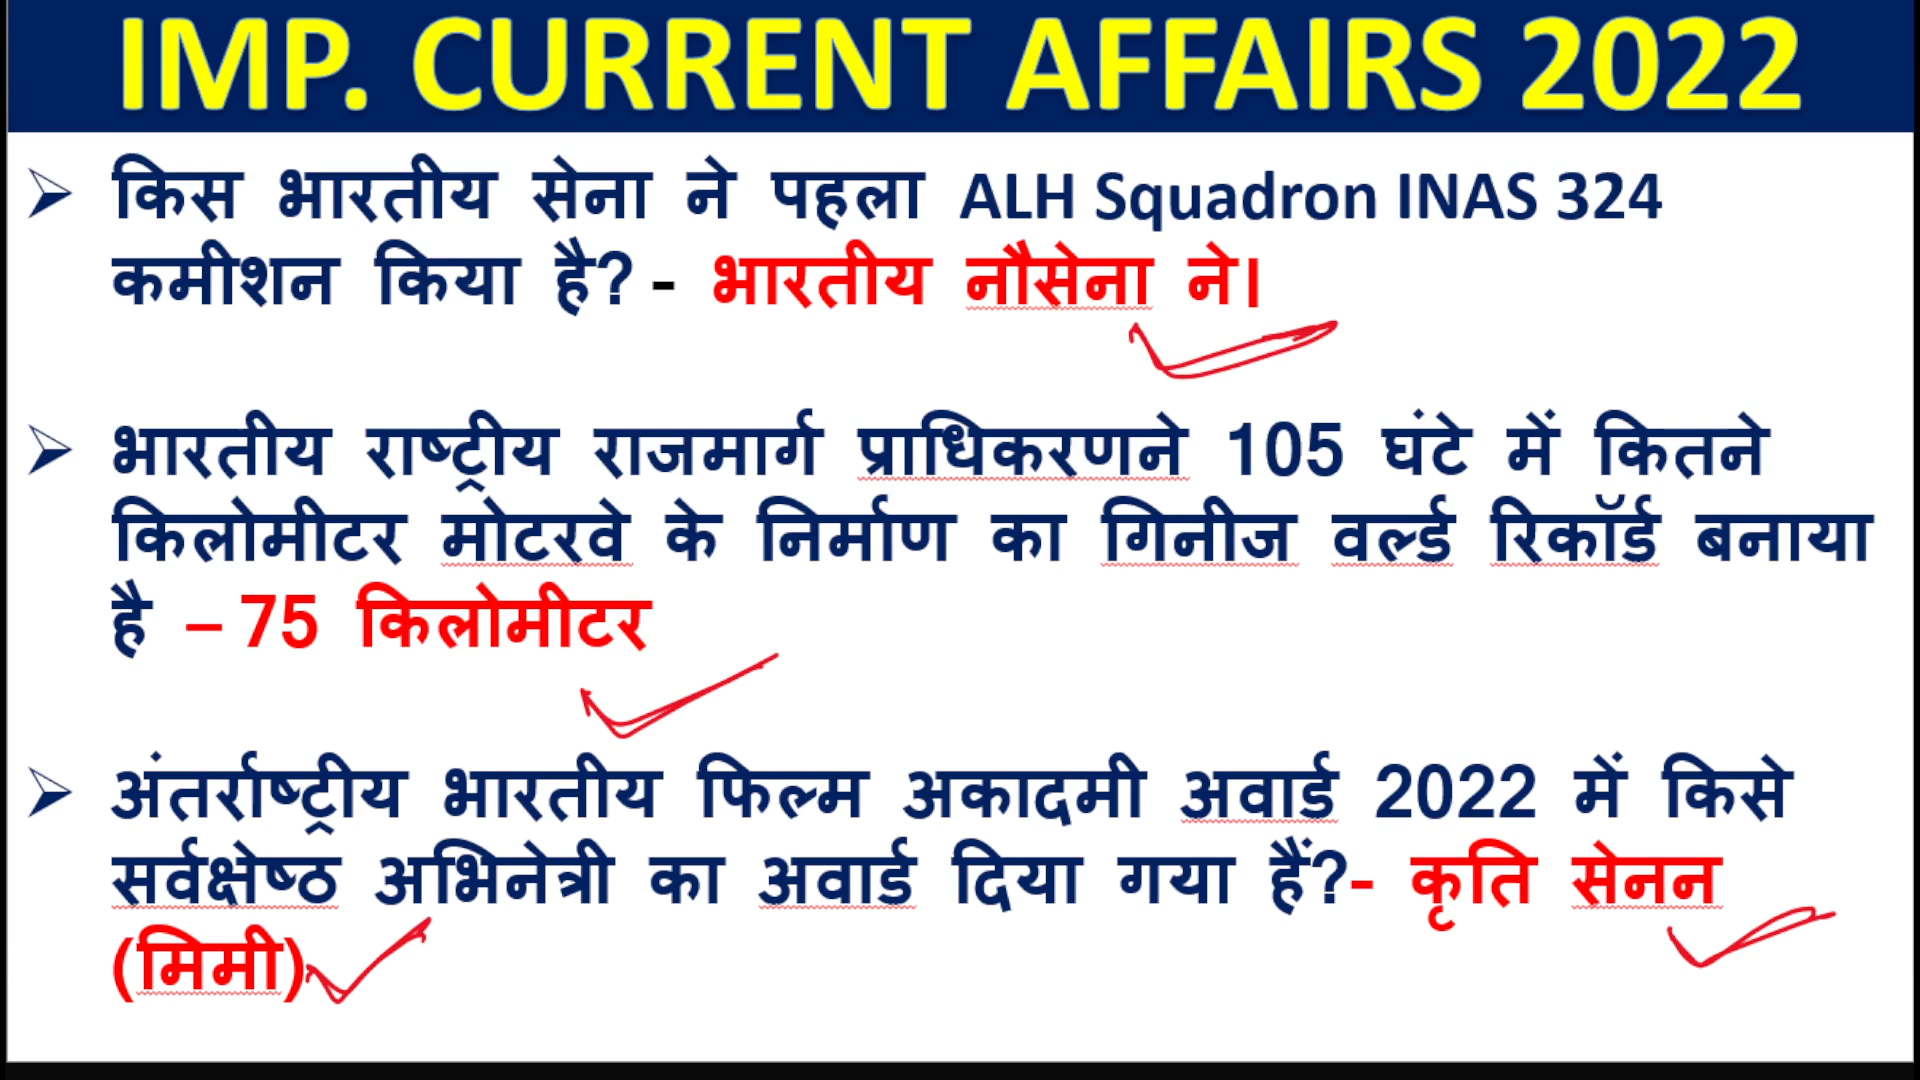 IMP. CURRENT AFFAIRS 2022
➢ किस भारतीय सेना ने पहला ALH Squadron INAS 324
कमीशन किया है? - भारतीय नौसेना ने।
➢ भारतीय राष्ट्रीय राजमार्ग प्राधिकरणने 105 घंटे में कितने
किलोमीटर मोटरवे के निर्माण का गिनीज वर्ल्ड रिकॉर्ड बनाया
है – 75 किलोमीटर
➢ अंतर्राष्ट्रीय भारतीय फिल्म अकादमी अवार्ड 2022 में किसे
सर्वक्षेष्ठ अभिनेत्री का अवार्ड दिया गया हैं?- कृति सेनन
(मिमी)